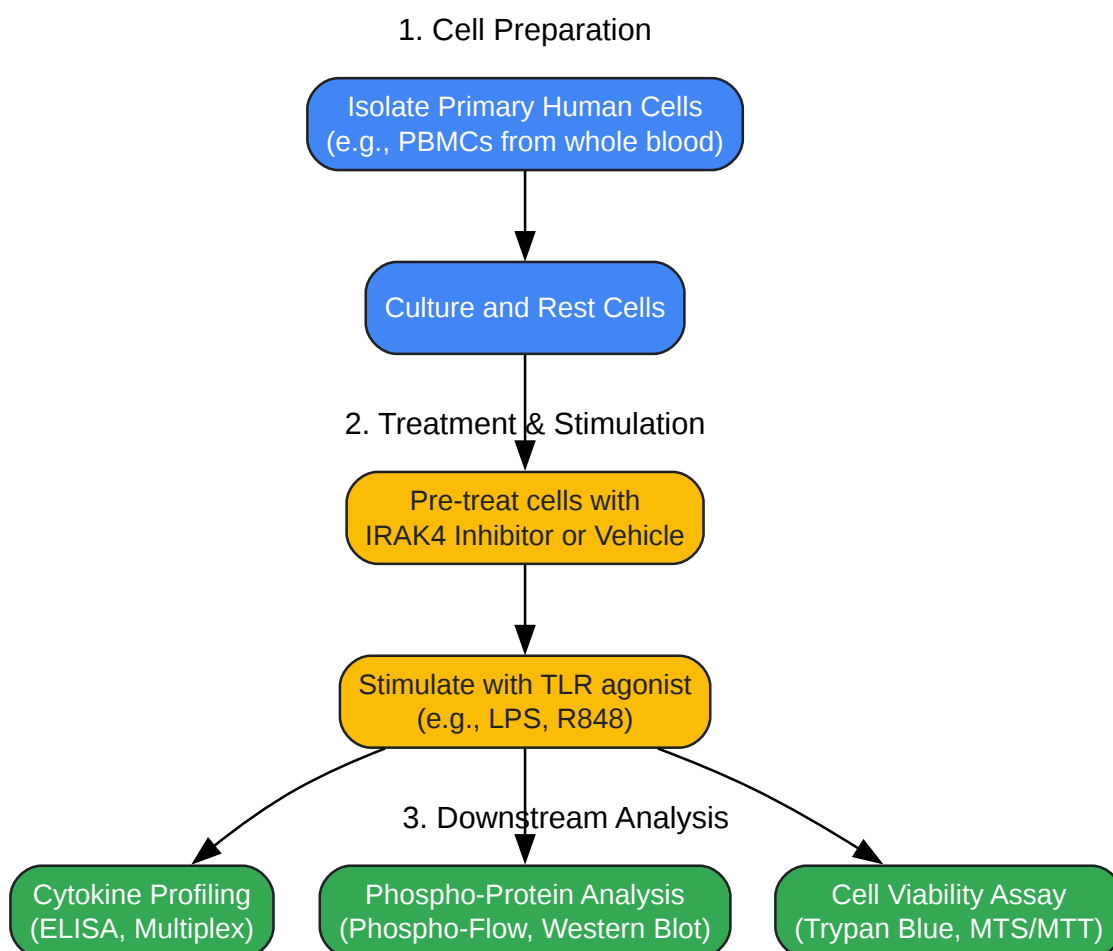 1. Cell Preparation
Isolate Primary Human Cells
(e.g., PBMCs from whole blood)
Culture and Rest Cells
2. Treatment & Stimulation
Pre-treat cells with
IRAK4 Inhibitor or Vehicle
Stimulate with TLR agonist
(e.g., LPS, R848)
3. Downstream Analysis
Cytokine Profiling
(ELISA, Multiplex)
Phospho-Protein Analysis
(Phospho-Flow, Western Blot)
Cell Viability Assay
(Trypan Blue, MTS/MTT)